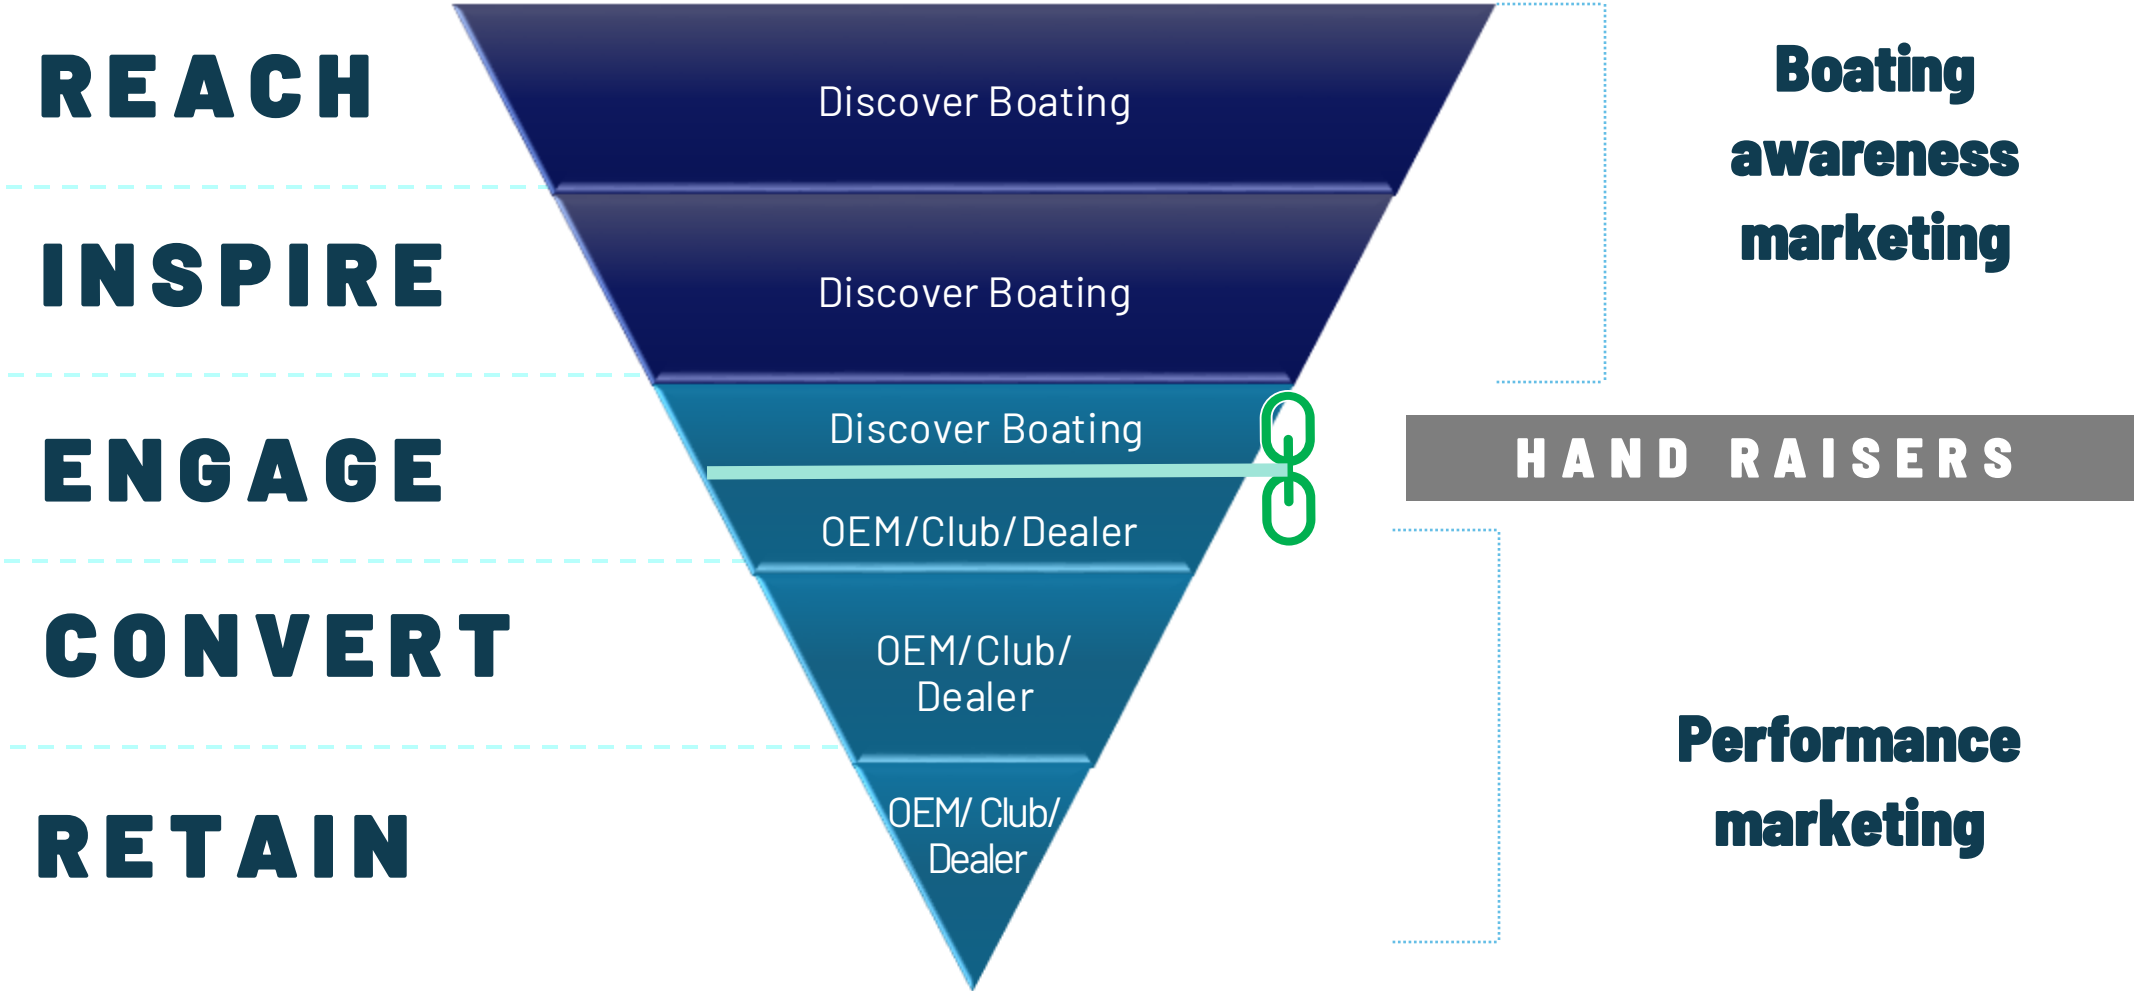 REACH
INSPIRE
ENGAGE
CONVERT
RETAIN
Discover Boating
Discover Boating
Discover Boating
OEM/Club/Dealer
OEM/Club/
Dealer
OEM/ Club/
Dealer
Boating
awareness
marketing
HAND RAISERS
Performance
marketing